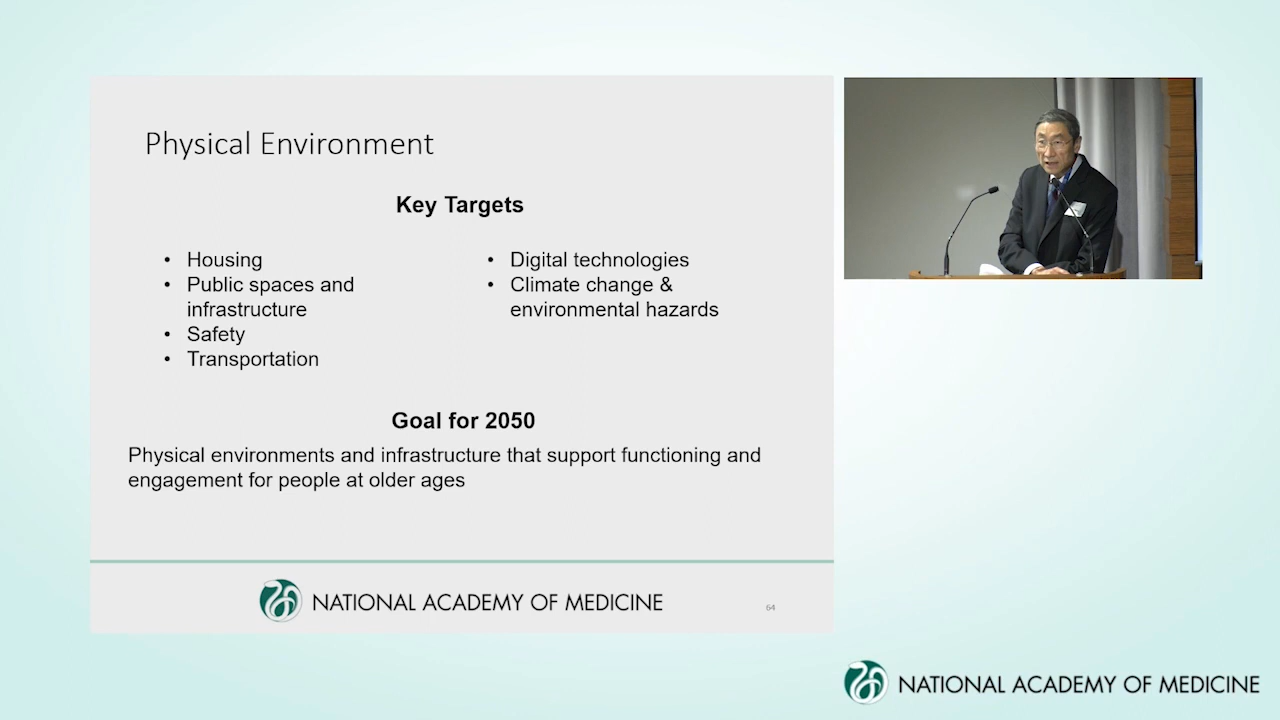 Physical Environment
Key Targets
• Housing
• Public spaces and
infrastructure
• Safety
• Transportation
• Digital technologies
• Climate change &
environmental hazards
Goal for 2050
Physical environments and infrastructure that support functioning and
engagement for people at older ages
NATIONAL ACADEMY OF MEDICINE
64
NATIONAL ACADEMY OF MEDICINE